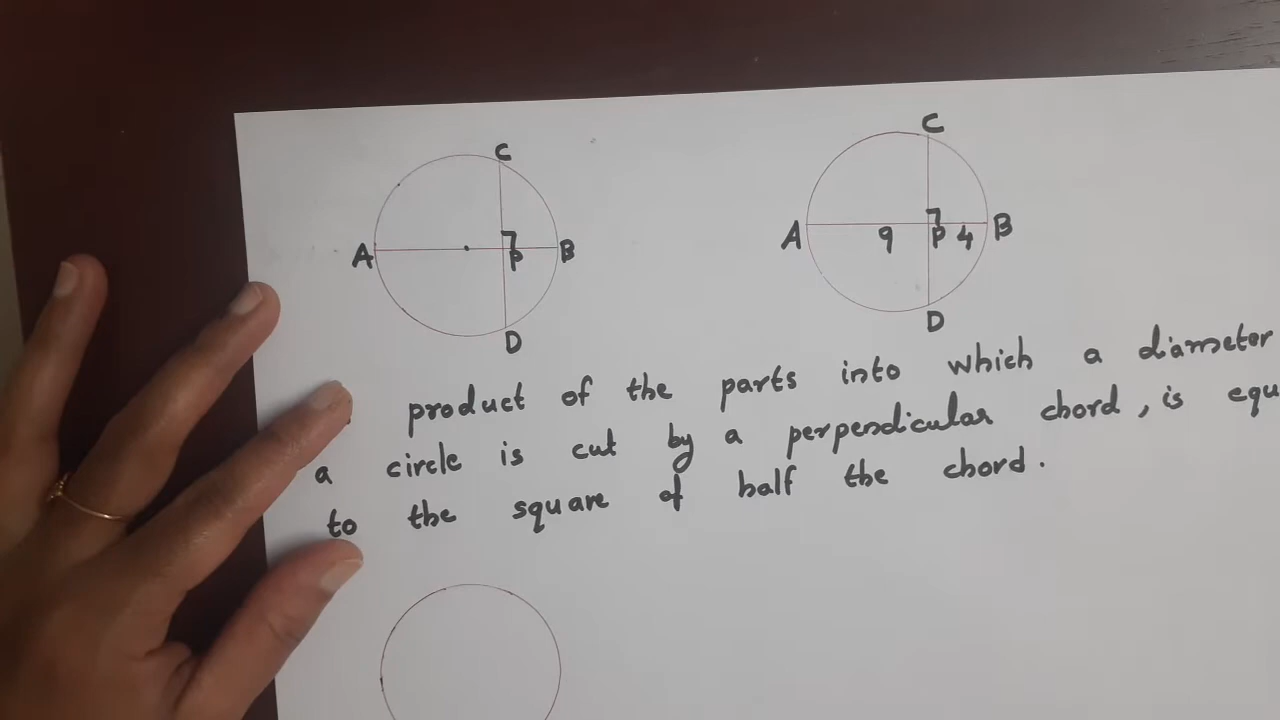 C
A
P
B
D
C
A
9
P
4
B
D
product of the parts into which a diameter
a circle is cut by a perpendicular chord, is equ
to the square of half the chord.